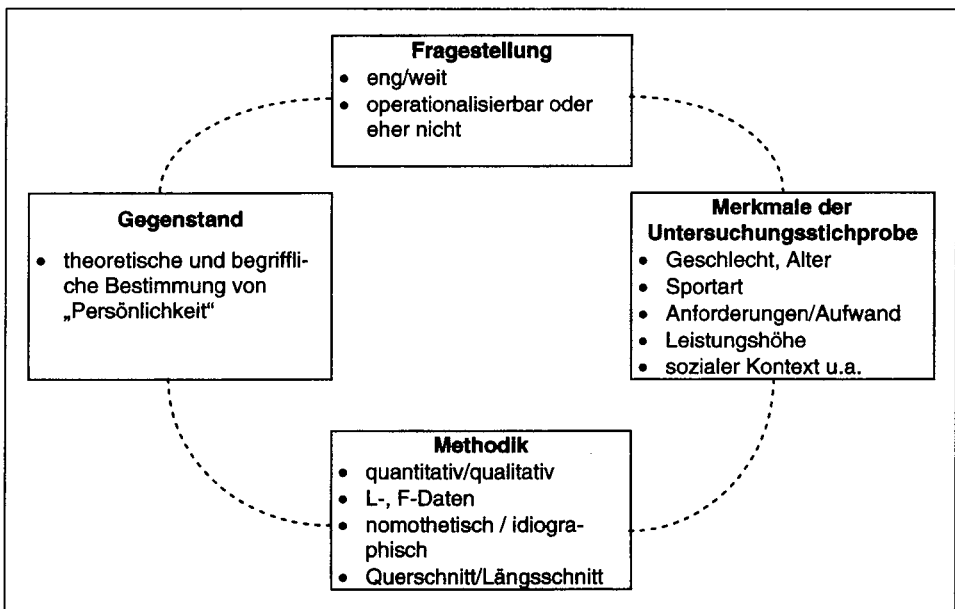 Fragestellung
• eng/weit
• operationalisierbar oder
eher nicht
Gegenstand
• theoretische und begriffli-
che Bestimmung von
„Persönlichkeit“
Merkmale der
Untersuchungsstichprobe
• Geschlecht, Alter
• Sportart
• Anforderungen/Aufwand
• Leistungshöhe
• sozialer Kontext u.a.
Methodik
• quantitativ/qualitativ
• L-, F-Daten
• nomothetisch / idiogra-
phisch
• Querschnitt/Längsschnitt